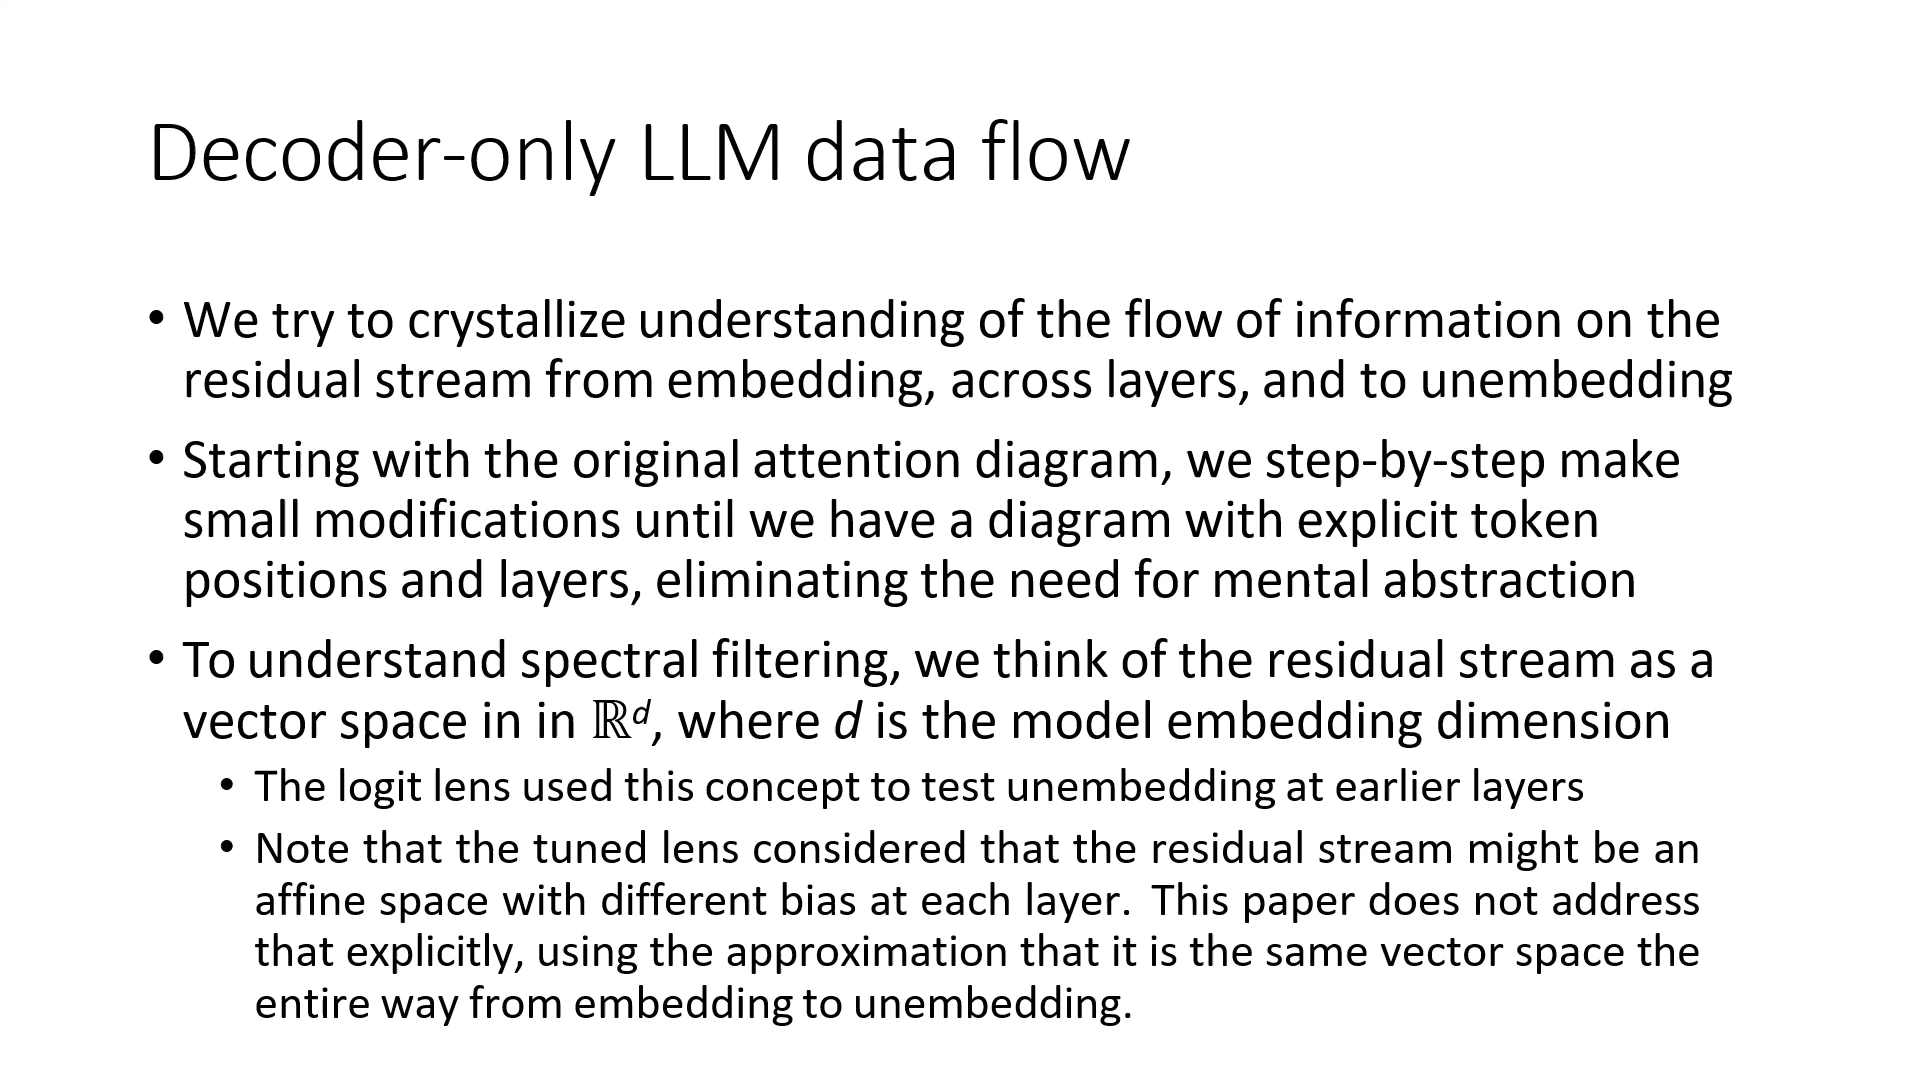 Decoder-only LLM data flow
• We try to crystallize understanding of the flow of information on the
residual stream from embedding, across layers, and to unembedding
• Starting with the original attention diagram, we step-by-step make
small modifications until we have a diagram with explicit token
positions and layers, eliminating the need for mental abstraction
• To understand spectral filtering, we think of the residual stream as a
vector space in in ℝᵈ, where d is the model embedding dimension
• The logit lens used this concept to test unembedding at earlier layers
• Note that the tuned lens considered that the residual stream might be an
affine space with different bias at each layer. This paper does not address
that explicitly, using the approximation that it is the same vector space the
entire way from embedding to unembedding.